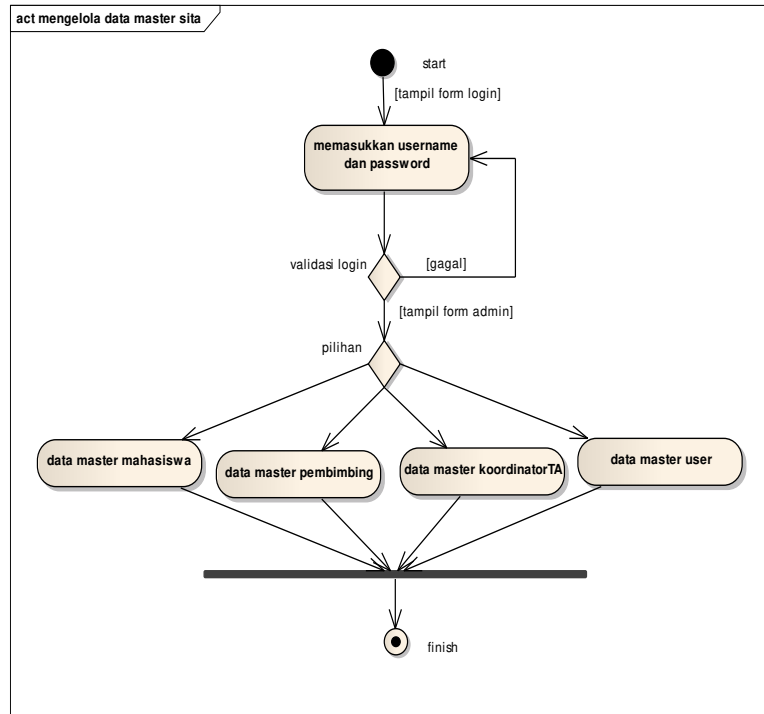 act mengelola data master sita
start
[tampil form login]
memasukkan username
dan password
validasi login
[gagal]
[tampil form admin]
pilihan
data master mahasiswa
data master pembimbing
data master koordinatorTA
data master user
finish